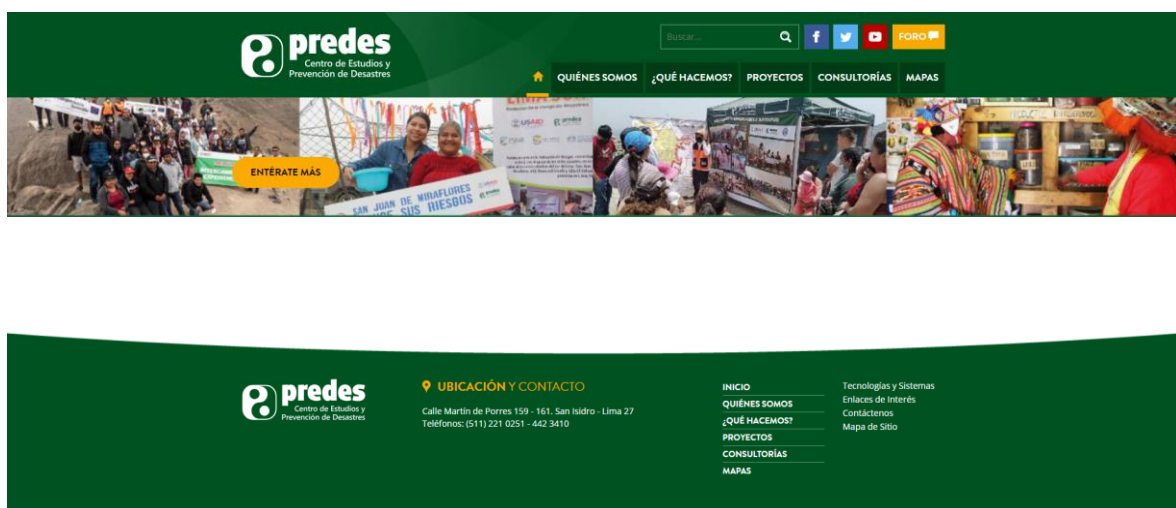 predes
Centro de Estudios y
Prevención de Desastres
Buscar...
FORO
QUIÉNES SOMOS ¿QUÉ HACEMOS? PROYECTOS CONSULTORÍAS MAPAS
USAID predes
ENTÉRATE MÁS
SAN JUAN DE MIRAFLORES
SUS RIESGOS
predes
Centro de Estudios y
Prevención de Desastres
UBICACIÓN Y CONTACTO
Calle Martín de Porres 159 - 161. San Isidro - Lima 27
Teléfonos: (511) 221 0251 - 442 3410
INICIO
QUIÉNES SOMOS
¿QUÉ HACEMOS?
PROYECTOS
CONSULTORÍAS
MAPAS
Tecnologías y Sistemas
Enlaces de Interés
Contáctenos
Mapa de Sitio